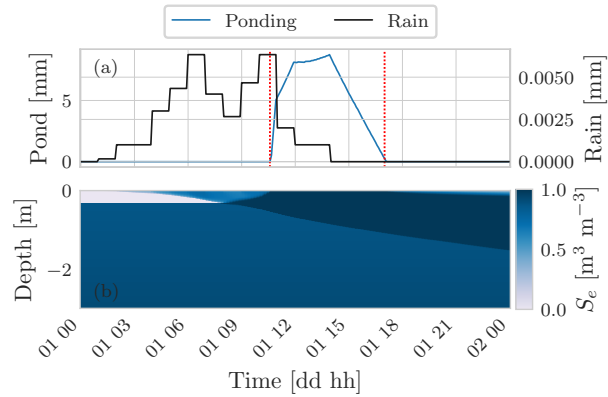 Ponding Rain
(a)
Pond [mm]
5
0
0.0050
0.0025
0.0000
Rain [mm]
(b)
Depth [m]
0
−2
1.0
0.5
0.0
S_e [m³ m⁻³]
01 00
01 03
01 06
01 09
01 12
01 15
01 18
01 21
02 00
Time [dd hh]